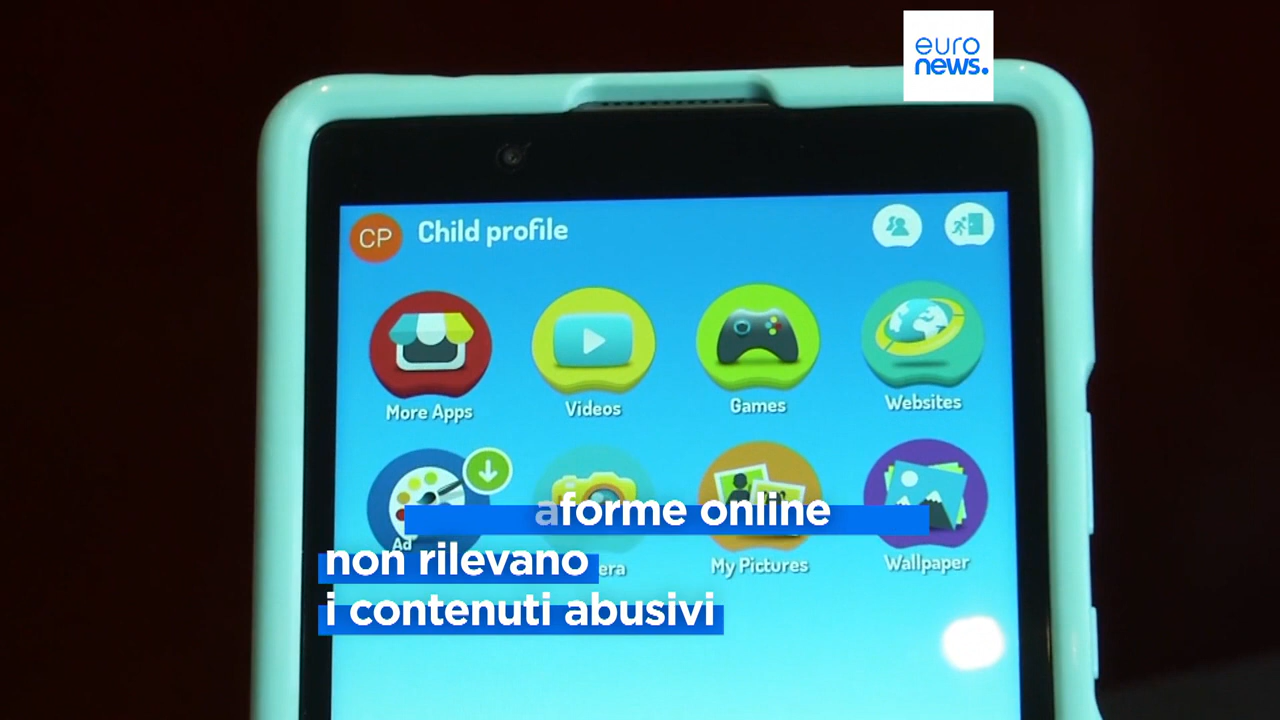 euro
news.
CP
Child profile
More Apps
Videos
Games
Websites
My Pictures
Wallpaper
aforme online
non rilevano
i contenuti abusivi